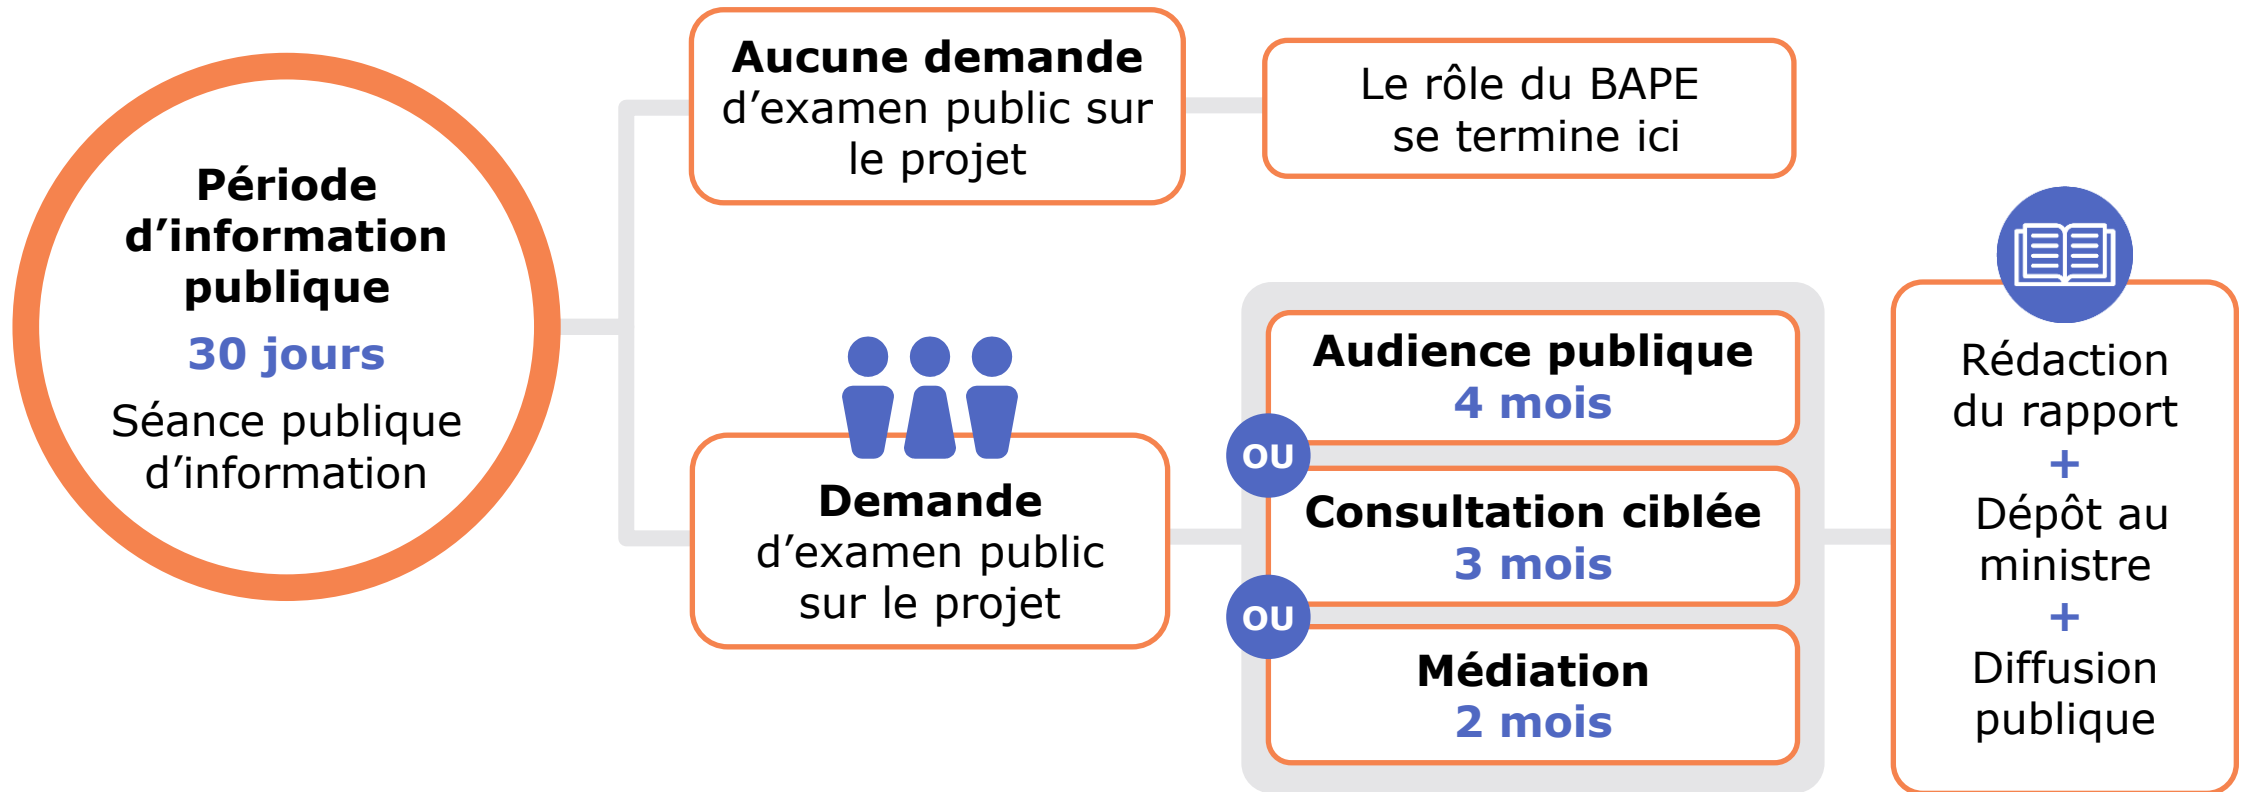 Période
d’information
publique
30 jours
Séance publique
d’information
Aucune demande
d’examen public sur
le projet
Le rôle du BAPE
se termine ici
Demande
d’examen public
sur le projet
Audience publique
4 mois
OU
Consultation ciblée
3 mois
OU
Médiation
2 mois
Rédaction
du rapport
+
Dépôt au
ministre
+
Diffusion
publique